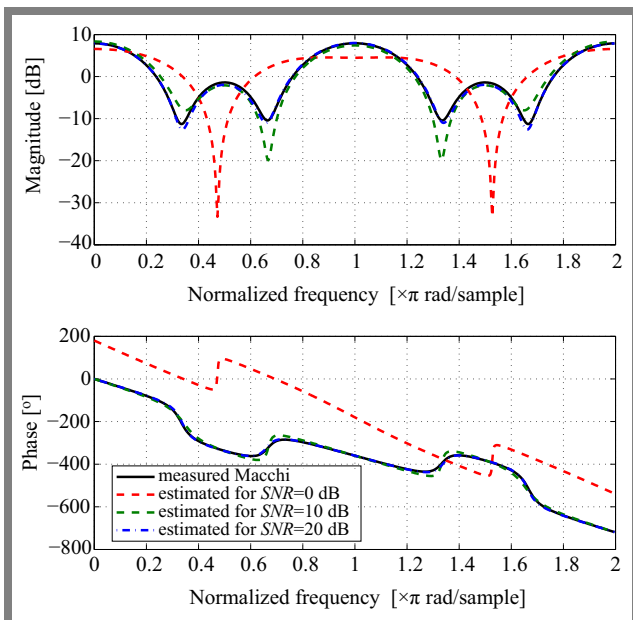 10
0
−10
−20
−30
−40
Magnitude [dB]
0 0.2 0.4 0.6 0.8 1 1.2 1.4 1.6 1.8 2
Normalized frequency [×π rad/sample]
200
0
−200
−400
−600
−800
Phase [º]
measured Macchi
estimated for SNR=0 dB
estimated for SNR=10 dB
estimated for SNR=20 dB
0 0.2 0.4 0.6 0.8 1 1.2 1.4 1.6 1.8 2
Normalized frequency [×π rad/sample]